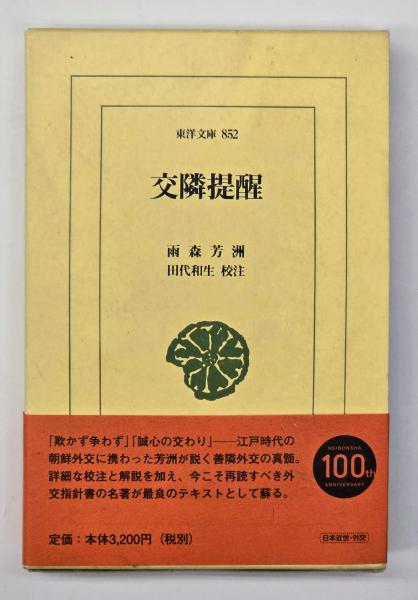 東洋文庫 852
交隣提醒
雨森芳洲
田代和生 校注
「欺かず争わず」「誠心の交わり」――江戸時代の
朝鮮外交に携わった芳洲が説く善隣外交の真髄。
詳細な校注と解説を加え、今こそ再読すべき外
交指針書の名著が最良のテキストとして蘇る。
HEIBONSHA
100th
ANNIVERSARY
定価:本体3,200円(税別)
日本近世・外交